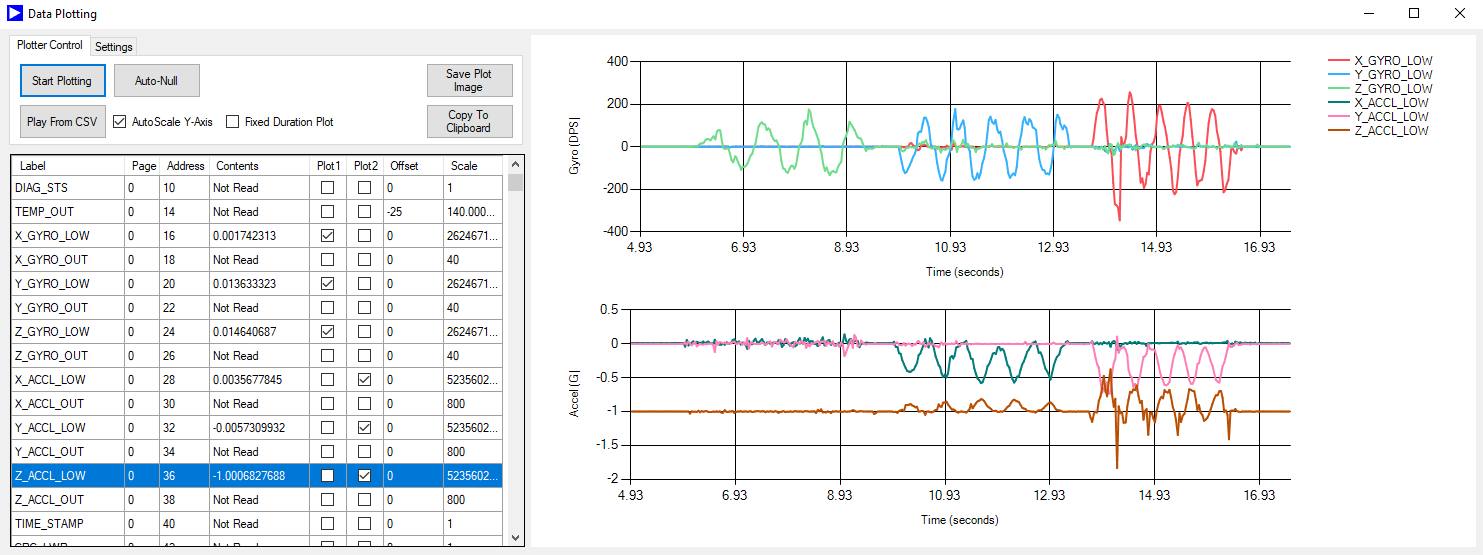 Data Plotting
Plotter Control Settings
Start Plotting Auto-Null Save Plot Image
Play From CSV AutoScale Y-Axis Fixed Duration Plot Copy To Clipboard
Label Page Address Contents Plot1 Plot2 Offset Scale
DIAG_STS 0 10 Not Read 0 1
TEMP_OUT 0 14 Not Read -25 140.000...
X_GYRO_LOW 0 16 0.001742313 0 2624671...
X_GYRO_OUT 0 18 Not Read 0 40
Y_GYRO_LOW 0 20 0.013633323 0 2624671...
Y_GYRO_OUT 0 22 Not Read 0 40
Z_GYRO_LOW 0 24 0.014640687 0 2624671...
Z_GYRO_OUT 0 26 Not Read 0 40
X_ACCL_LOW 0 28 0.0035677845 0 5235602...
X_ACCL_OUT 0 30 Not Read 0 800
Y_ACCL_LOW 0 32 -0.0057309932 0 5235602...
Y_ACCL_OUT 0 34 Not Read 0 800
Z_ACCL_LOW 0 36 -1.0006827688 0 5235602...
Z_ACCL_OUT 0 38 Not Read 0 800
TIME_STAMP 0 40 Not Read 0 1
400
200
0
-200
-400
Gyro (DPS)
4.93 6.93 8.93 10.93 12.93 14.93 16.93
Time (seconds)
X_GYRO_LOW
Y_GYRO_LOW
Z_GYRO_LOW
X_ACCL_LOW
Y_ACCL_LOW
Z_ACCL_LOW
0.5
0
-0.5
-1
-1.5
-2
Accel (G)
4.93 6.93 8.93 10.93 12.93 14.93 16.93
Time (seconds)